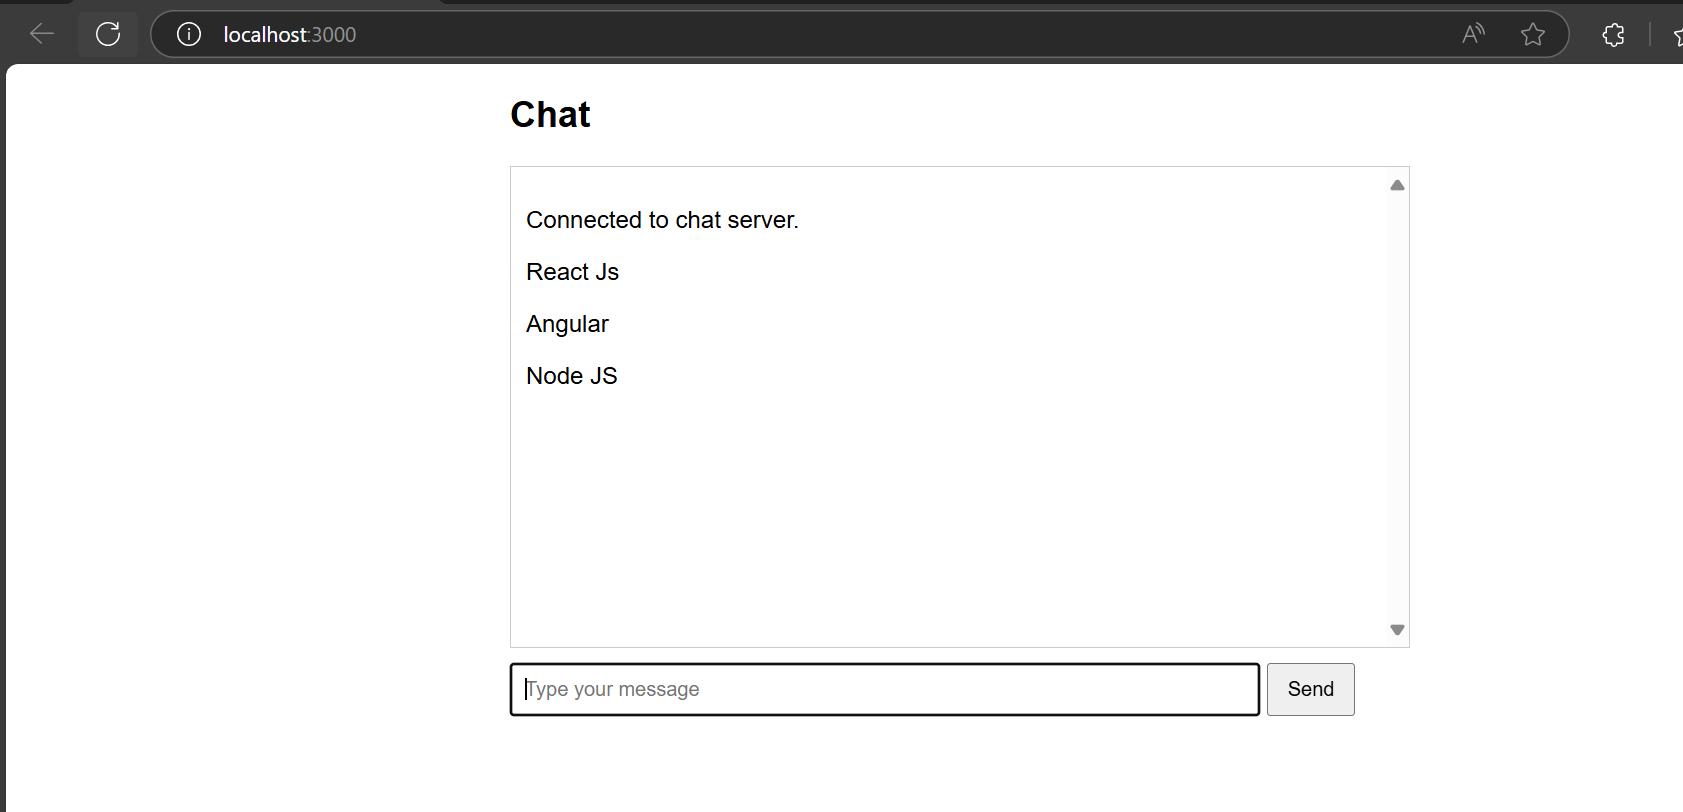 localhost:3000
Chat
Connected to chat server.
React Js
Angular
Node JS
Type your message
Send